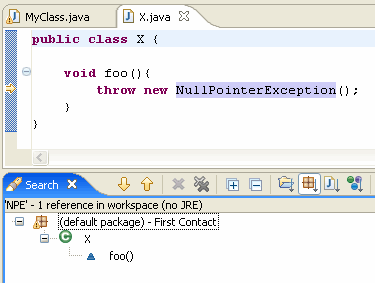 MyClass.java
X.java
public class X {
void foo(){
throw new NullPointerException();
}
}
Search
'NPE' - 1 reference in workspace (no JRE)
(default package) - First Contact
X
foo()